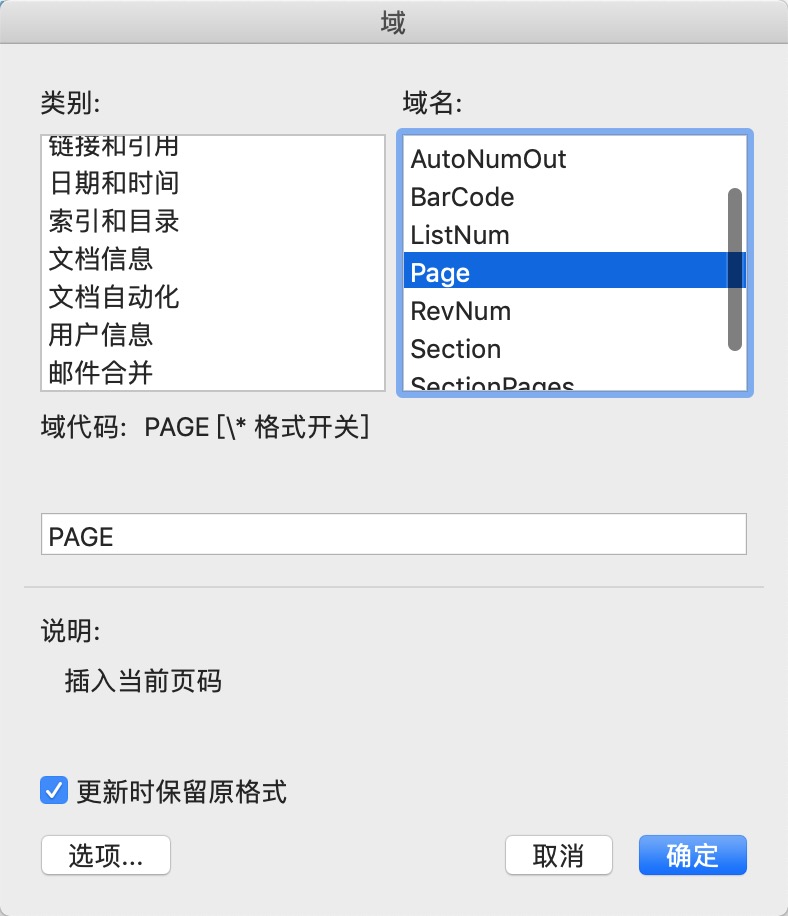 域
类别:
域名:
链接和引用
日期和时间
索引和目录
文档信息
文档自动化
用户信息
邮件合并
AutoNumOut
BarCode
ListNum
Page
RevNum
Section
SectionPages
域代码: PAGE [\* 格式开关]
PAGE
说明:
插入当前页码
更新时保留原格式
选项...
取消
确定